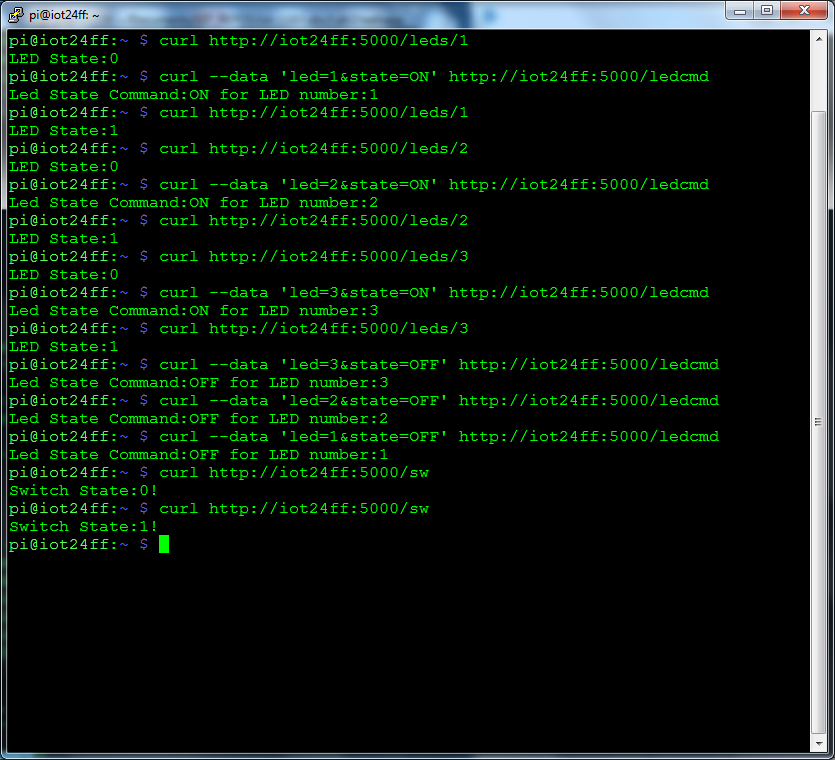 pi@iot24ff: ~
pi@iot24ff:~ $ curl http://iot24ff:5000/leds/1
LED State:0
pi@iot24ff:~ $ curl --data 'led=1&state=ON' http://iot24ff:5000/ledcmd
Led State Command:ON for LED number:1
pi@iot24ff:~ $ curl http://iot24ff:5000/leds/1
LED State:1
pi@iot24ff:~ $ curl http://iot24ff:5000/leds/2
LED State:0
pi@iot24ff:~ $ curl --data 'led=2&state=ON' http://iot24ff:5000/ledcmd
Led State Command:ON for LED number:2
pi@iot24ff:~ $ curl http://iot24ff:5000/leds/2
LED State:1
pi@iot24ff:~ $ curl http://iot24ff:5000/leds/3
LED State:0
pi@iot24ff:~ $ curl --data 'led=3&state=ON' http://iot24ff:5000/ledcmd
Led State Command:ON for LED number:3
pi@iot24ff:~ $ curl http://iot24ff:5000/leds/3
LED State:1
pi@iot24ff:~ $ curl --data 'led=3&state=OFF' http://iot24ff:5000/ledcmd
Led State Command:OFF for LED number:3
pi@iot24ff:~ $ curl --data 'led=2&state=OFF' http://iot24ff:5000/ledcmd
Led State Command:OFF for LED number:2
pi@iot24ff:~ $ curl --data 'led=1&state=OFF' http://iot24ff:5000/ledcmd
Led State Command:OFF for LED number:1
pi@iot24ff:~ $ curl http://iot24ff:5000/sw
Switch State:0!
pi@iot24ff:~ $ curl http://iot24ff:5000/sw
Switch State:1!
pi@iot24ff:~ $